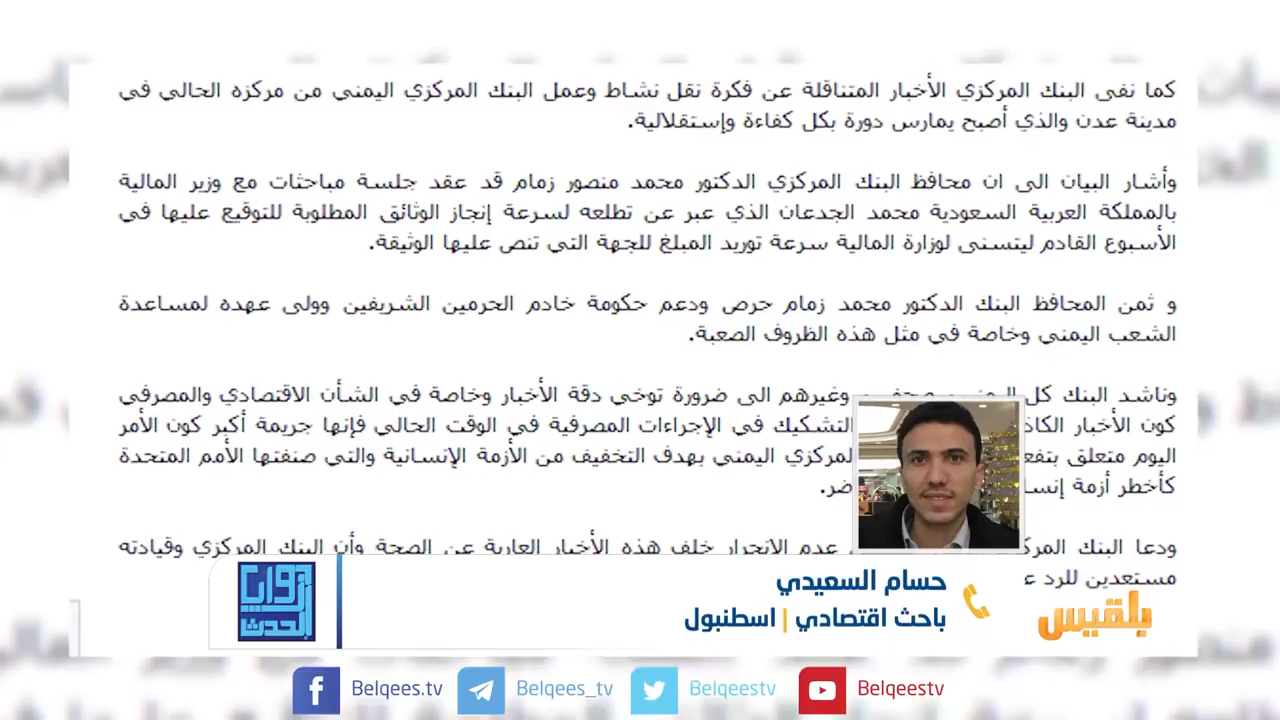 كما نفى البنك المركزي الأخبار المتناقلة عن فكرة نقل نشاط وعمل البنك المركزي اليمني من مركزه الحالي في
مدينة عدن والذي أصبح يمارس دورة بكل كفاءة وإستقلالية.
وأشار البيان الى ان محافظ البنك المركزي الدكتور محمد منصور زمام قد عقد جلسة مباحثات مع وزير المالية
بالمملكة العربية السعودية محمد الجدعان الذي عبر عن تطلعه لسرعة إنجاز الوثائق المطلوبة للتوقيع عليها في
الأسبوع القادم ليتسنى لوزارة المالية سرعة توريد المبلغ للجهة التي تنص عليها الوثيقة.
و ثمن المحافظ البنك الدكتور محمد زمام حرص ودعم حكومة خادم الحرمين الشريفين وولى عهده لمساعدة
الشعب اليمني وخاصة في مثل هذه الظروف الصعبة.
وناشد البنك كل وغيرهم الى ضرورة توخي دقة الأخبار وخاصة في الشأن الاقتصادي والمصرفي
كون الأخبار التشكيك في الإجراءات المصرفية في الوقت الحالي فإنها جريمة أكبر كون الأمر
اليوم متعلق المركزي اليمني بهدف التخفيف من الأزمة الإنسانية والتي صنفتها الأمم المتحدة
كأخطر أزمة
ودعا البنك عدم الانجرار خلف هذه الأخبار العارية عن الصحة وأن البنك المركزي وقيادته
مستعدين للرد
حسام السعيدي
باحث اقتصادي | اسطنبول
زوايا الحدث
بلقيس
Belqees.tv
Belqees_tv
Belqeestv
Belqeestv